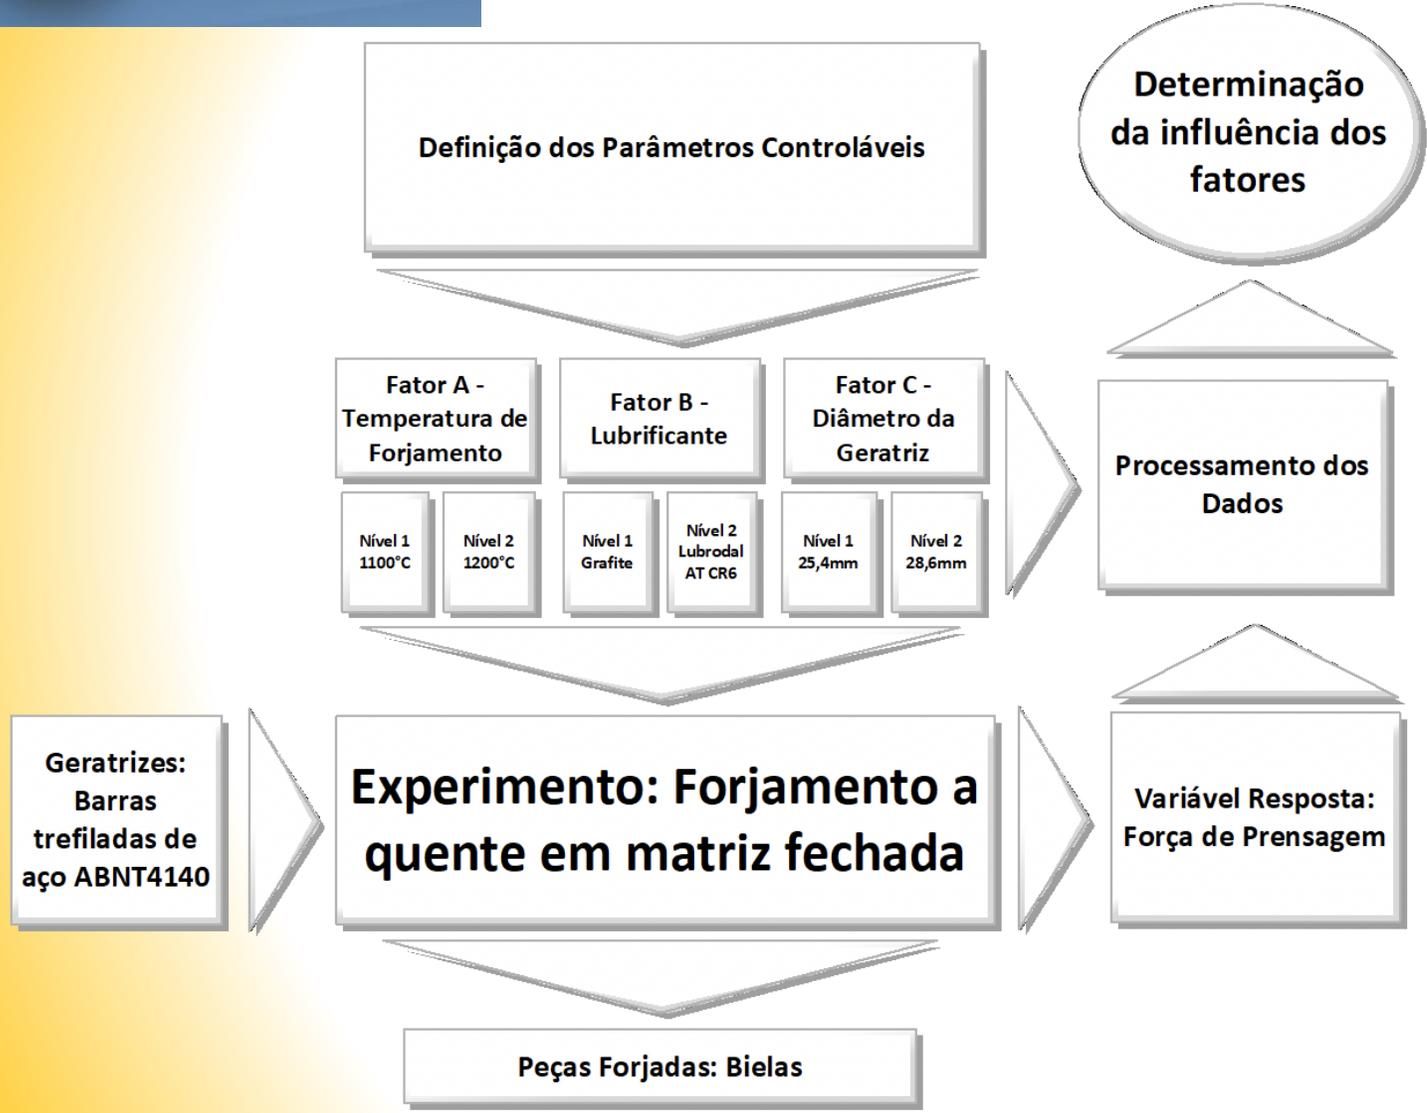 Definição dos Parâmetros Controláveis
Determinação
da influência dos
fatores
Fator A -
Temperatura de
Forjamento
Fator B -
Lubrificante
Fator C -
Diâmetro da
Geratriz
Nível 1
1100°C
Nível 2
1200°C
Nível 1
Grafite
Nível 2
Lubrodal
AT CR6
Nível 1
25,4mm
Nível 2
28,6mm
Processamento dos
Dados
Geratrizes:
Barras
trefiladas de
aço ABNT4140
Experimento: Forjamento a
quente em matriz fechada
Variável Resposta:
Força de Prensagem
Peças Forjadas: Bielas